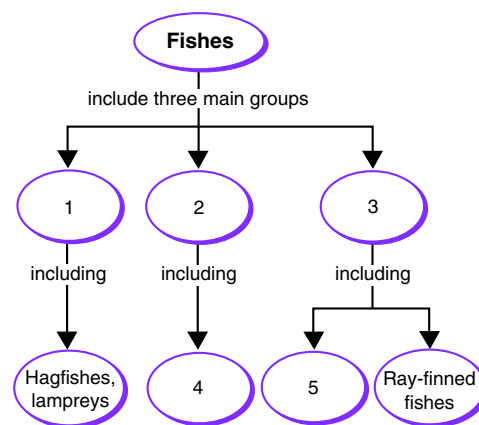 Fishes
include three main groups
1
2
3
including
including
including
Hagfishes,
lampreys
4
5
Ray-finned
fishes